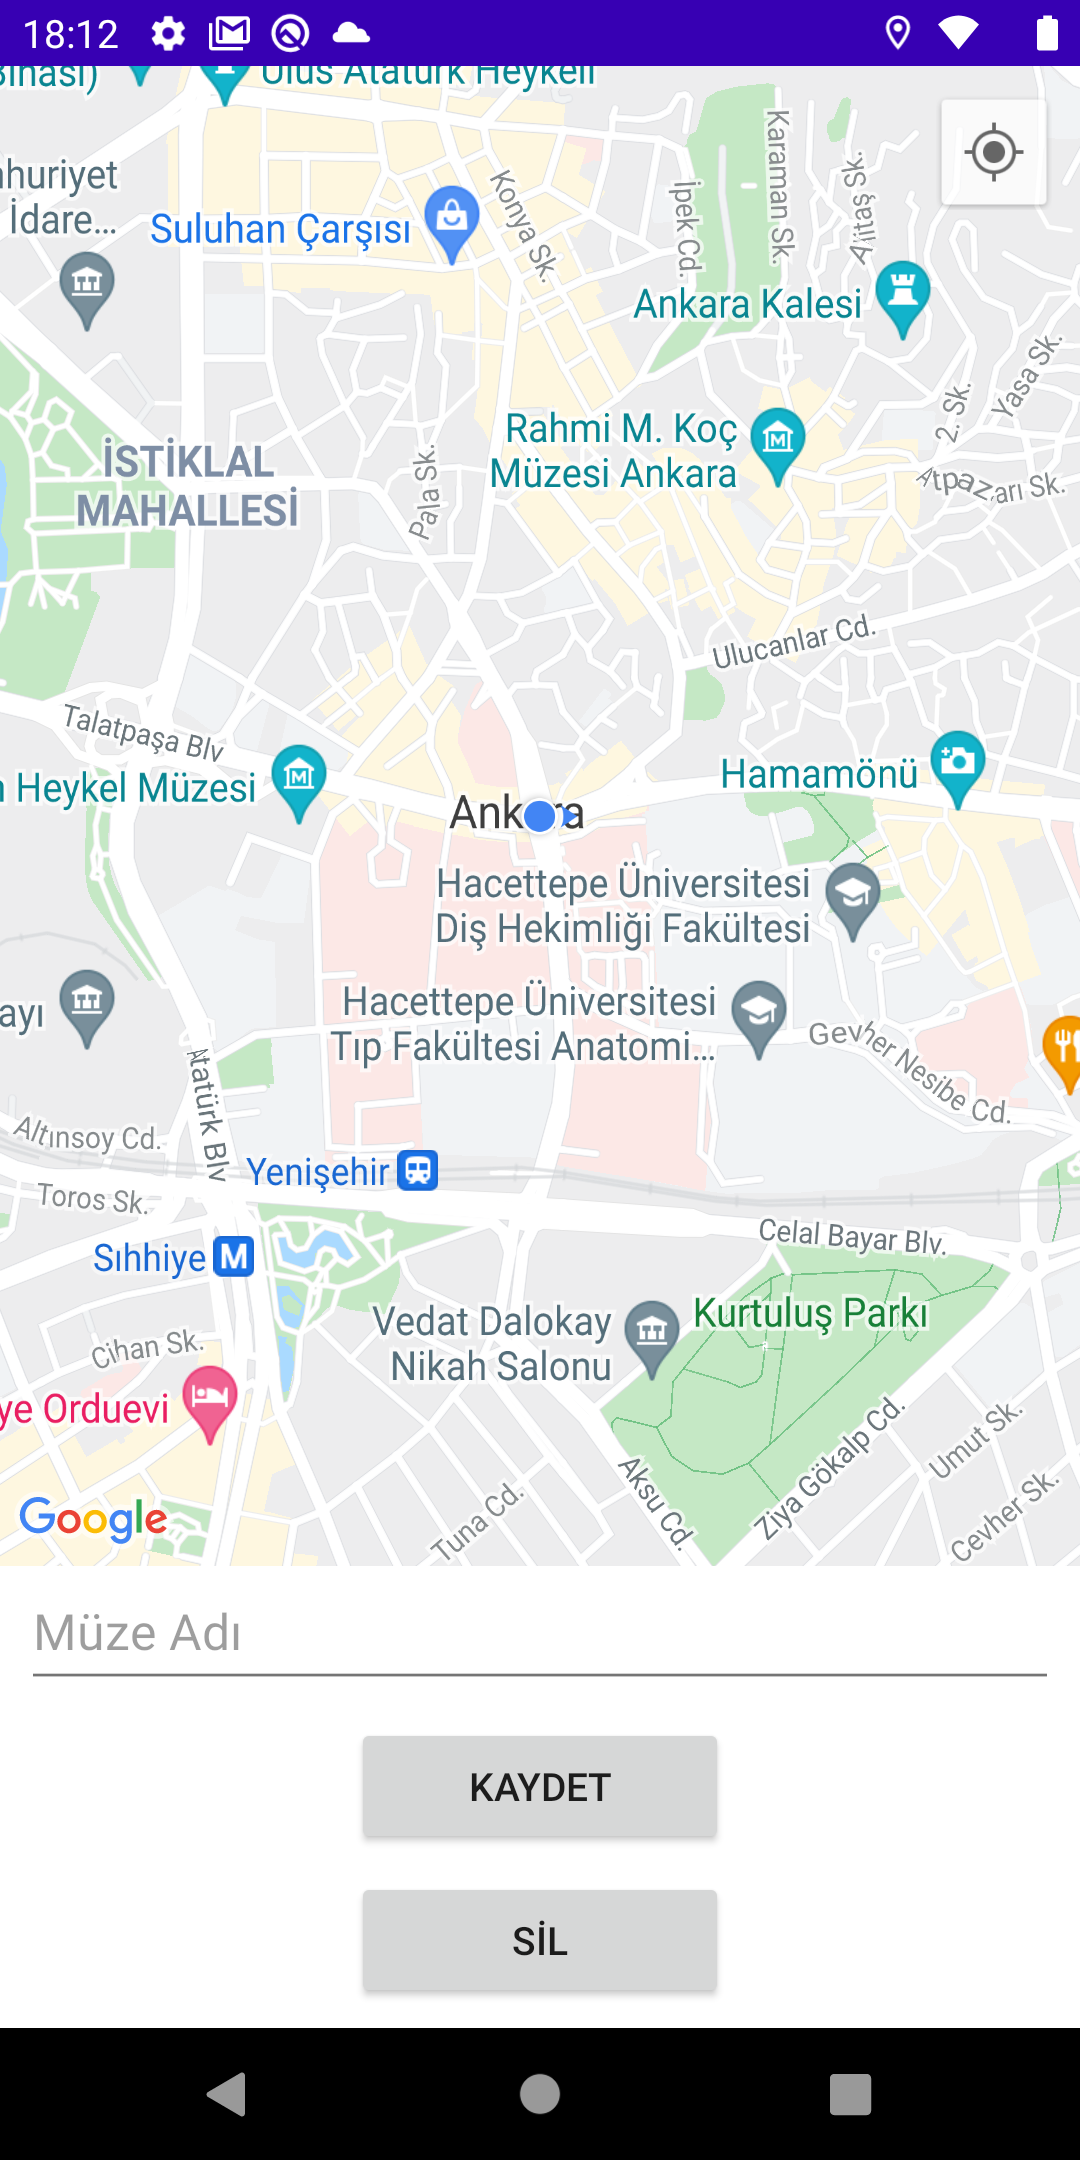 18:12
Ulus Atatürk Heykeli
Suluhan Çarşısı
İdare...
Konya Sk.
İpek Cd.
Karaman Sk.
Atilaş Sk.
Ankara Kalesi
Yasa Sk.
2. Sk.
Rahmi M. Koç
Müzesi Ankara
Atpazarı Sk.
İSTİKLAL
MAHALLESİ
Pala Sk.
Ulucanlar Cd.
Talatpaşa Blv
Heykel Müzesi
Hamamönü
Ankara
Hacettepe Üniversitesi
Diş Hekimliği Fakültesi
Hacettepe Üniversitesi
Tıp Fakültesi Anatomi...
Gevher Nesibe Cd.
Atatürk Blv
Altınsoy Cd.
Yenişehir
Toros Sk.
Celal Bayar Blv.
Sıhhiye M
Kurtuluş Parkı
Vedat Dalokay
Nikah Salonu
Cihan Sk.
ye Orduevi
Ziya Gökalp Cd.
Umut Sk.
Aksu Cd.
Tuna Cd.
Cevher Sk.
Google
Müze Adı
KAYDET
SİL